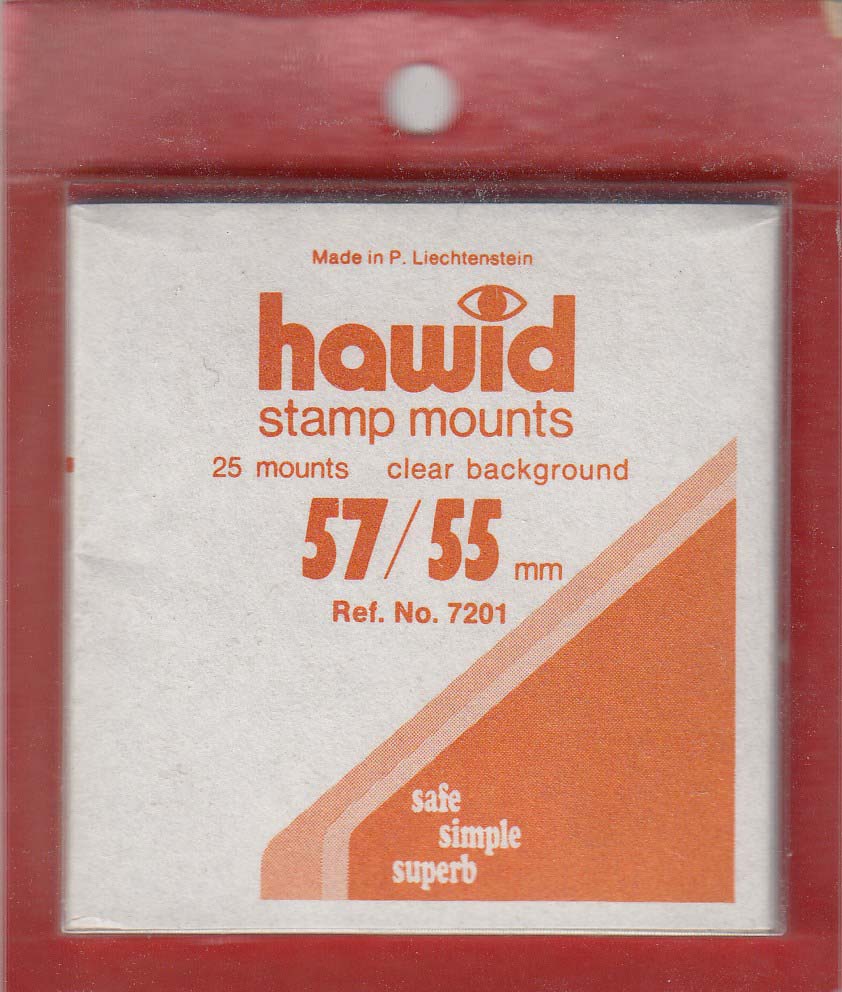 Made in P. Liechtenstein
hawid
stamp mounts
25 mounts clear background
57/55 mm
Ref. No. 7201
safe
simple
superb